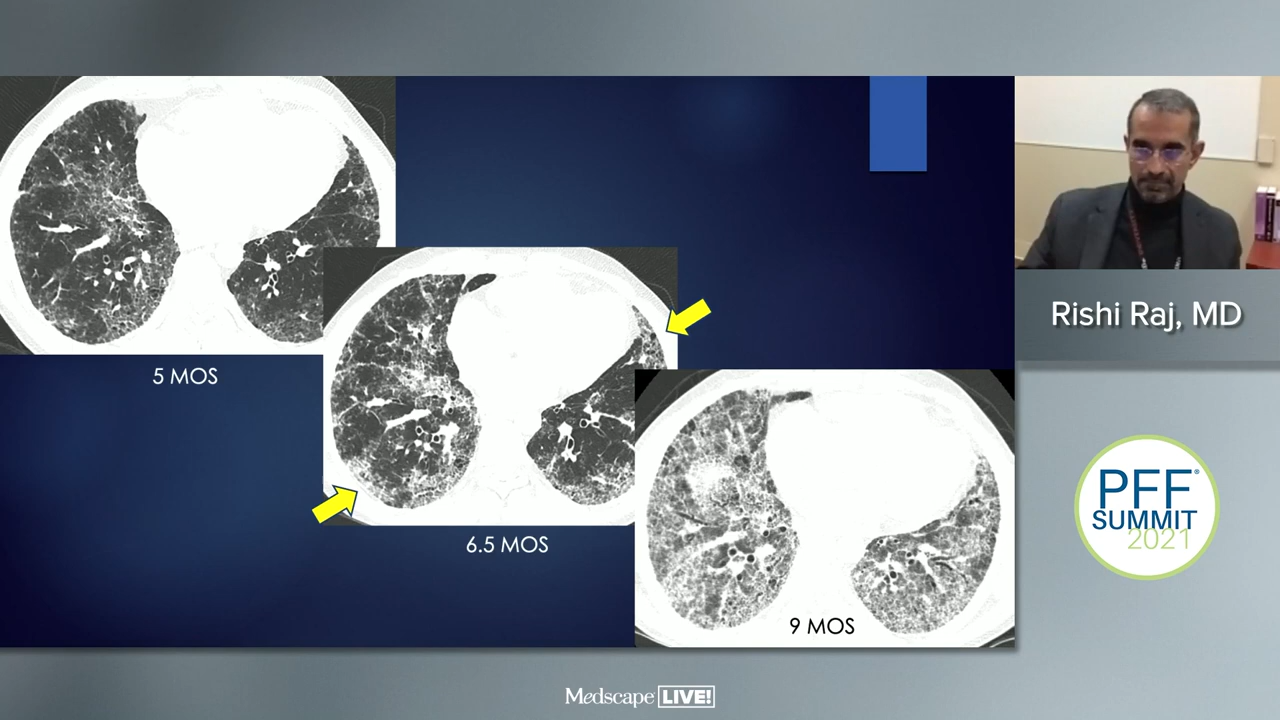 5 MOS
6.5 MOS
9 MOS
Rishi Raj, MD
PFF®
SUMMIT
2021
Medscape LIVE!